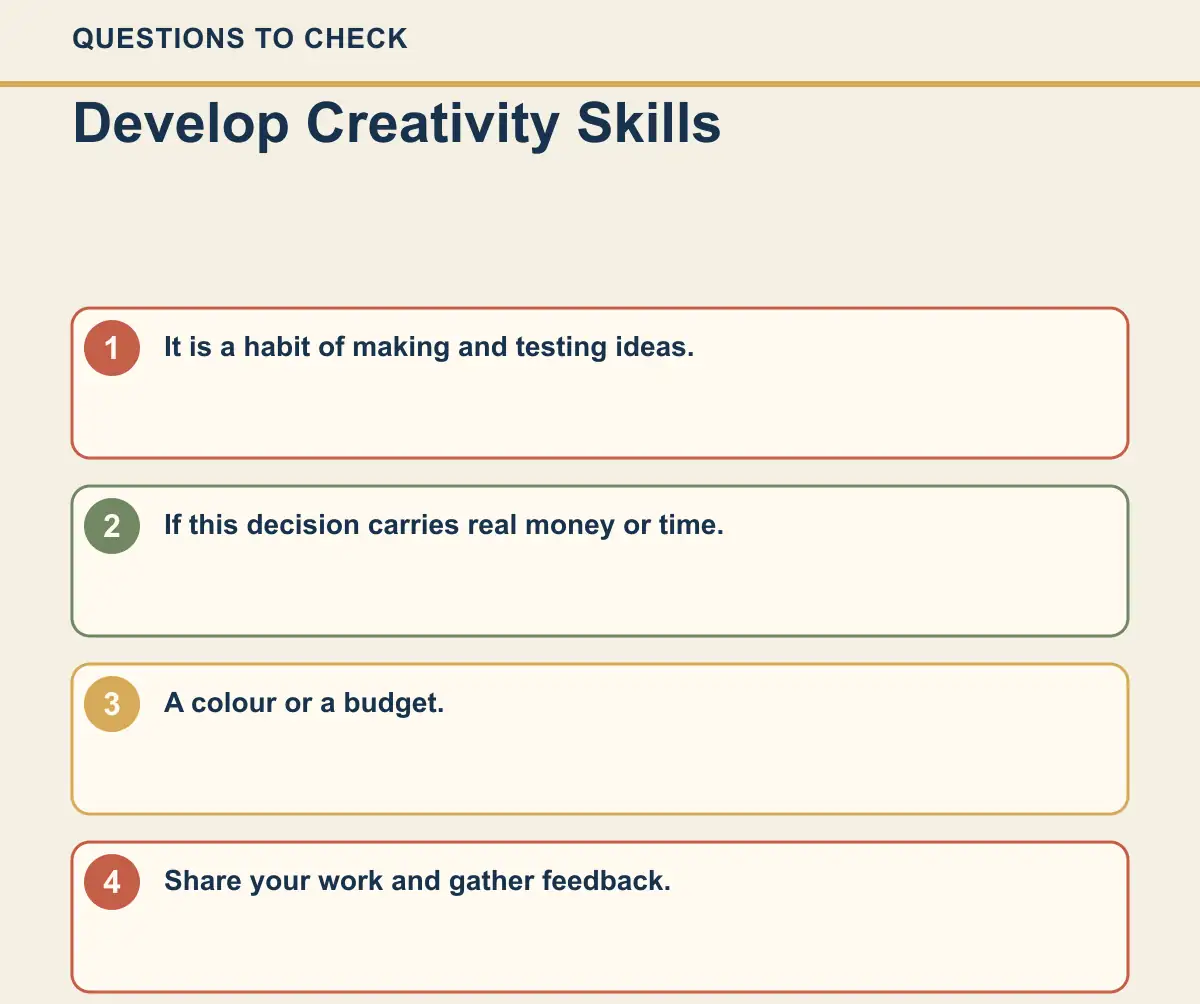 QUESTIONS TO CHECK
Develop Creativity Skills
1 It is a habit of making and testing ideas.
2 If this decision carries real money or time.
3 A colour or a budget.
4 Share your work and gather feedback.